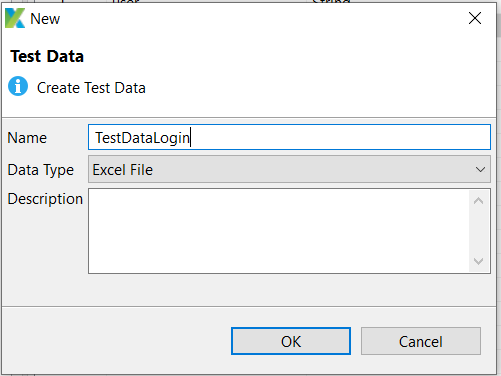 New
Test Data
Create Test Data
Name TestDataLogin
Data Type Excel File
Description
OK Cancel